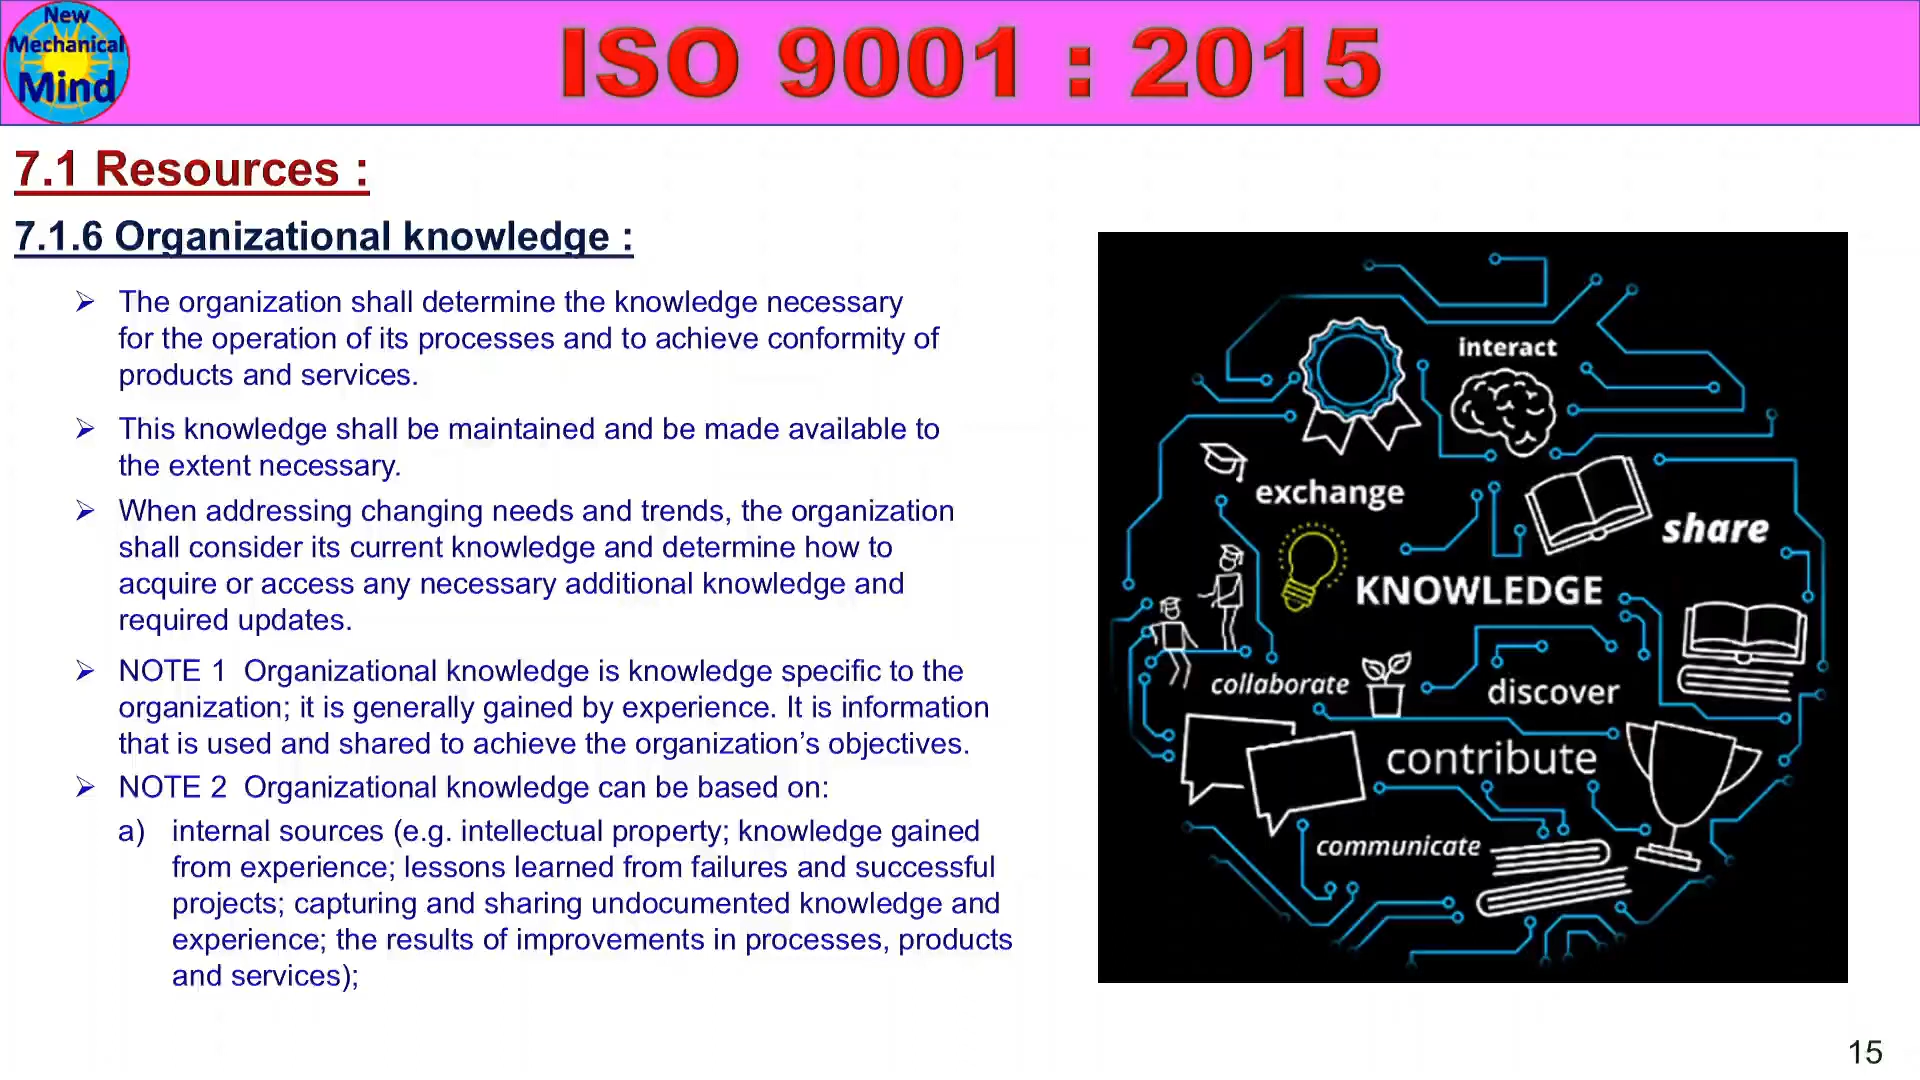 New
Mechanical
Mind
ISO 9001 : 2015
7.1 Resources :
7.1.6 Organizational knowledge :
➢ The organization shall determine the knowledge necessary
for the operation of its processes and to achieve conformity of
products and services.
➢ This knowledge shall be maintained and be made available to
the extent necessary.
➢ When addressing changing needs and trends, the organization
shall consider its current knowledge and determine how to
acquire or access any necessary additional knowledge and
required updates.
➢ NOTE 1 Organizational knowledge is knowledge specific to the
organization; it is generally gained by experience. It is information
that is used and shared to achieve the organization’s objectives.
➢ NOTE 2 Organizational knowledge can be based on:
a) internal sources (e.g. intellectual property; knowledge gained
from experience; lessons learned from failures and successful
projects; capturing and sharing undocumented knowledge and
experience; the results of improvements in processes, products
and services);
interact
exchange
share
KNOWLEDGE
collaborate
discover
contribute
communicate
15